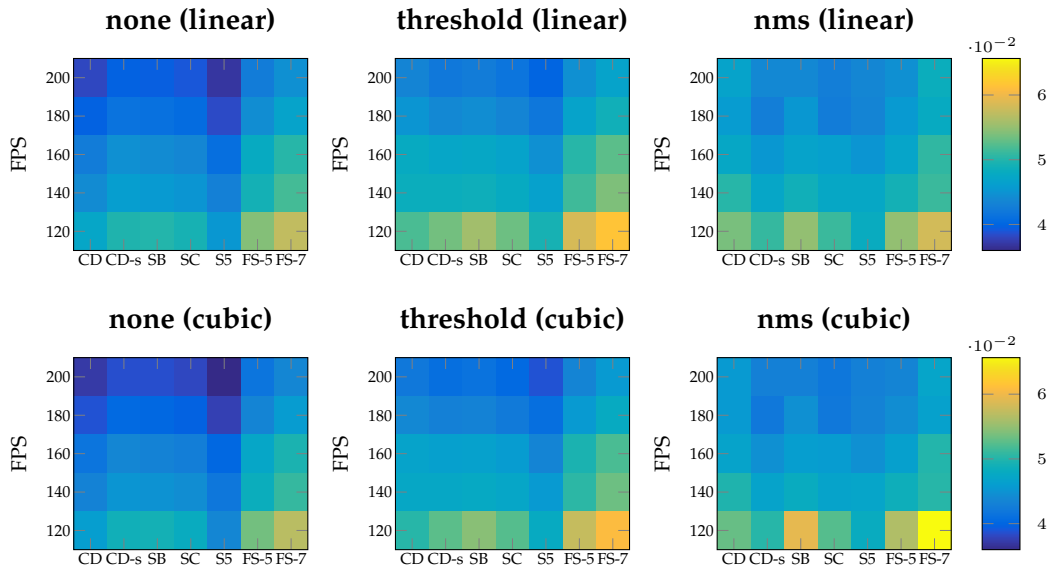 none (linear)
threshold (linear)
nms (linear)
FPS
200
180
160
140
120
CD CD-s SB SC S5 FS-5 FS-7
FPS
200
180
160
140
120
CD CD-s SB SC S5 FS-5 FS-7
FPS
200
180
160
140
120
CD CD-s SB SC S5 FS-5 FS-7
·10⁻²
6
5
4
none (cubic)
threshold (cubic)
nms (cubic)
FPS
200
180
160
140
120
CD CD-s SB SC S5 FS-5 FS-7
FPS
200
180
160
140
120
CD CD-s SB SC S5 FS-5 FS-7
FPS
200
180
160
140
120
CD CD-s SB SC S5 FS-5 FS-7
·10⁻²
6
5
4